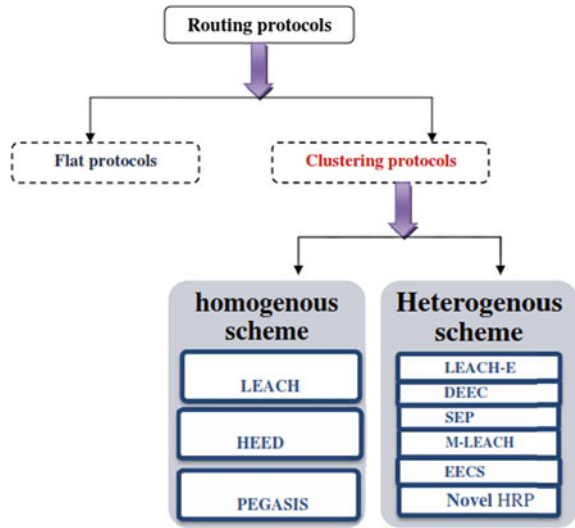 Routing protocols
Flat protocols
Clustering protocols
homogenous
scheme
LEACH
HEED
PEGASIS
Heterogenous
scheme
LEACH-E
DEEC
SEP
M-LEACH
EECS
Novel HRP